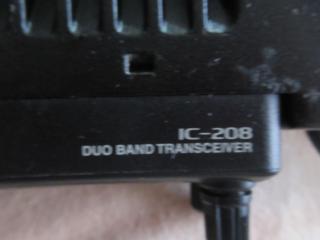 IC-208
DUO BAND TRANSCEIVER